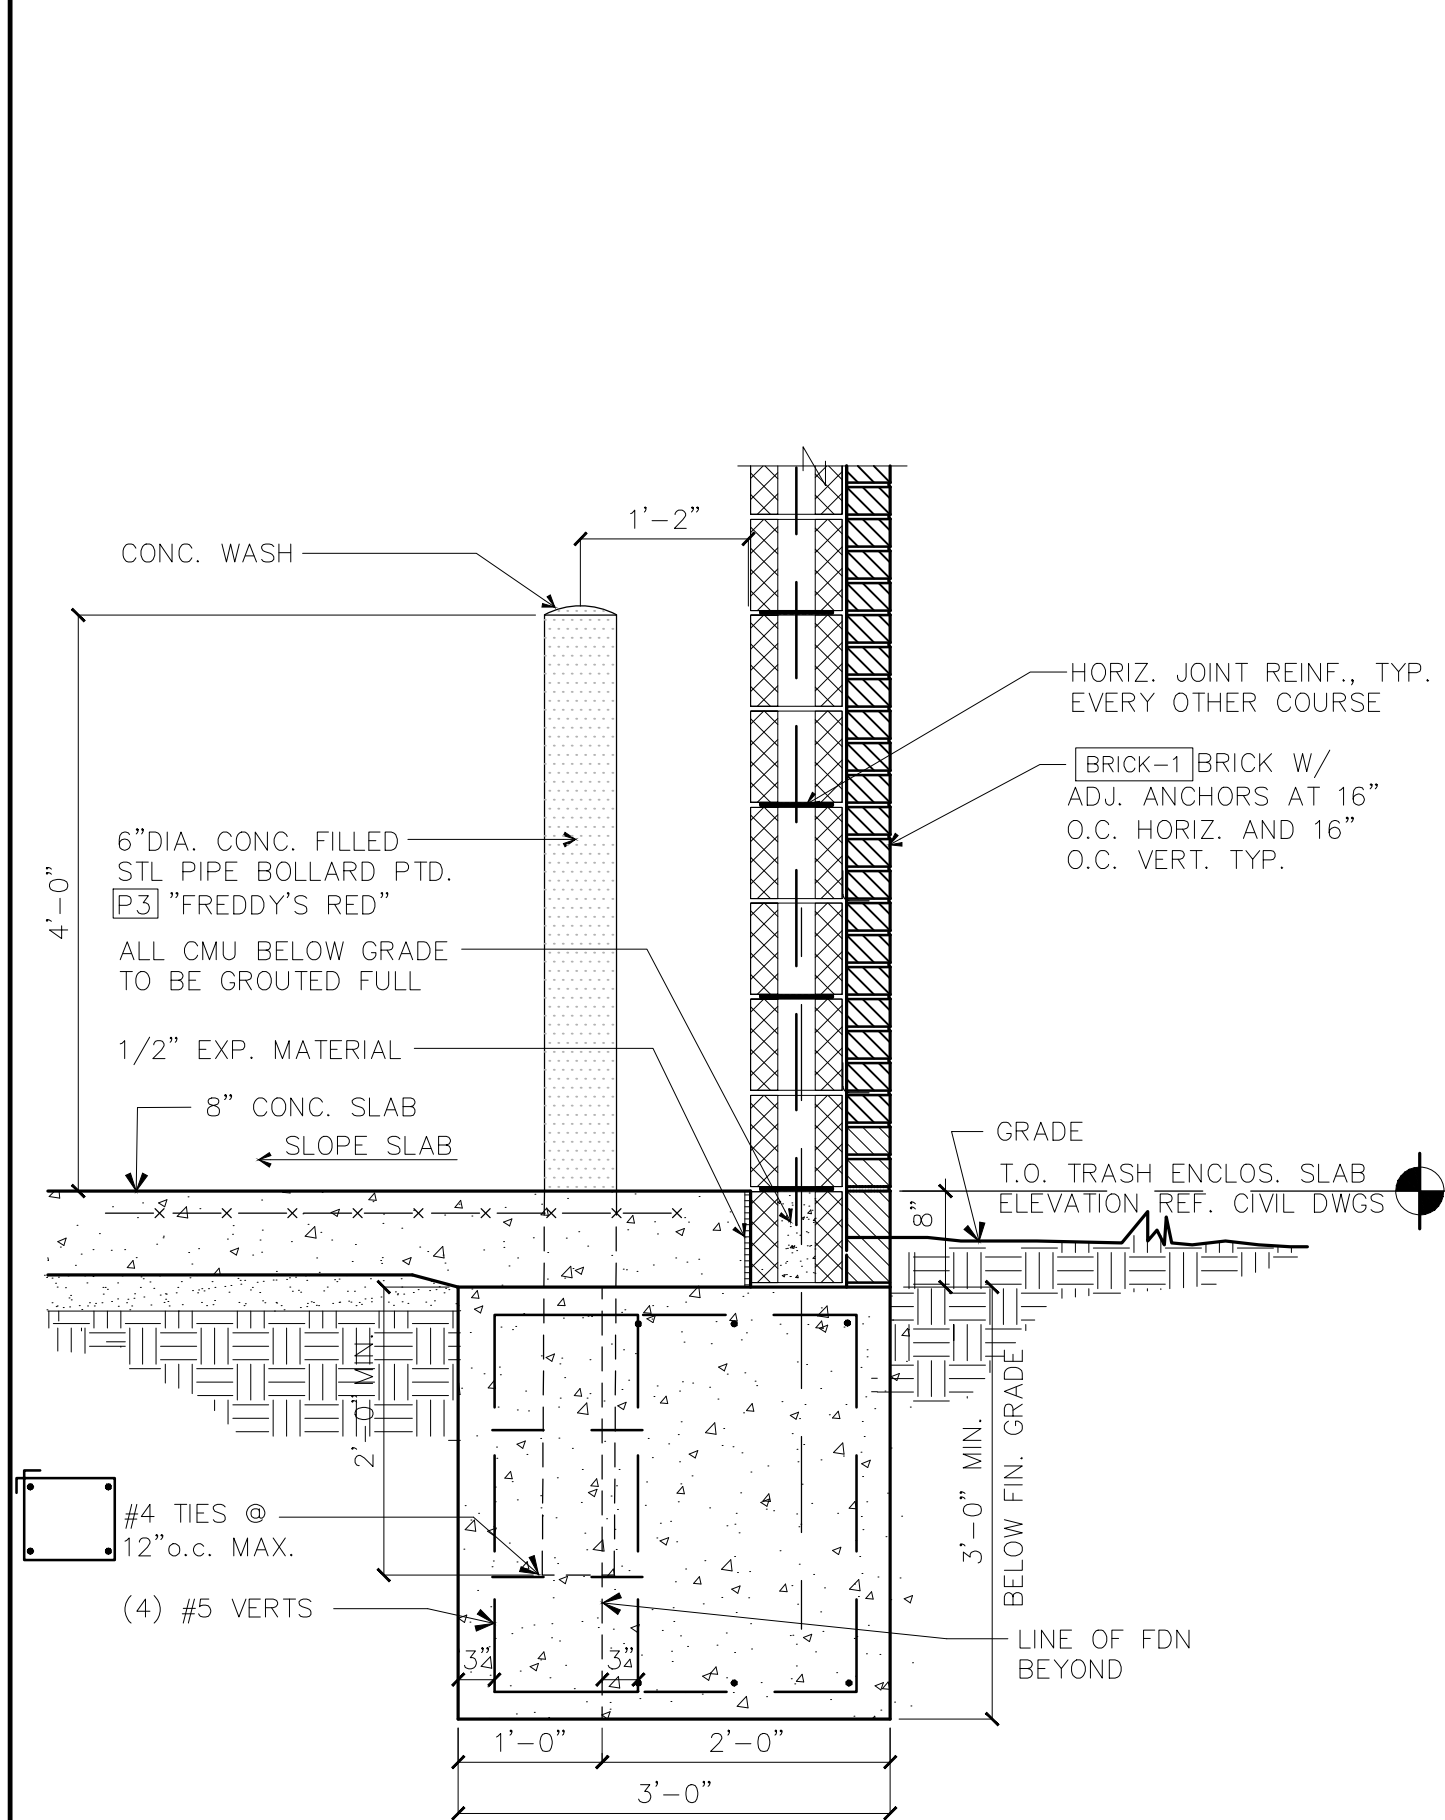 1'-2"
CONC. WASH
HORIZ. JOINT REINF., TYP.
EVERY OTHER COURSE
BRICK-1 BRICK W/
ADJ. ANCHORS AT 16"
O.C. HORIZ. AND 16"
O.C. VERT. TYP.
4'-0"
6"DIA. CONC. FILLED
STL PIPE BOLLARD PTD.
P3 "FREDDY'S RED"
ALL CMU BELOW GRADE
TO BE GROUTED FULL
1/2" EXP. MATERIAL
8" CONC. SLAB
SLOPE SLAB
GRADE
T.O. TRASH ENCLOS. SLAB
ELEVATION REF. CIVIL DWGS
8"
2'-0" MIN.
3'-0" MIN.
BELOW FIN. GRADE
#4 TIES @
12"o.c. MAX.
(4) #5 VERTS
LINE OF FDN
BEYOND
3"
3"
1'-0"
2'-0"
3'-0"